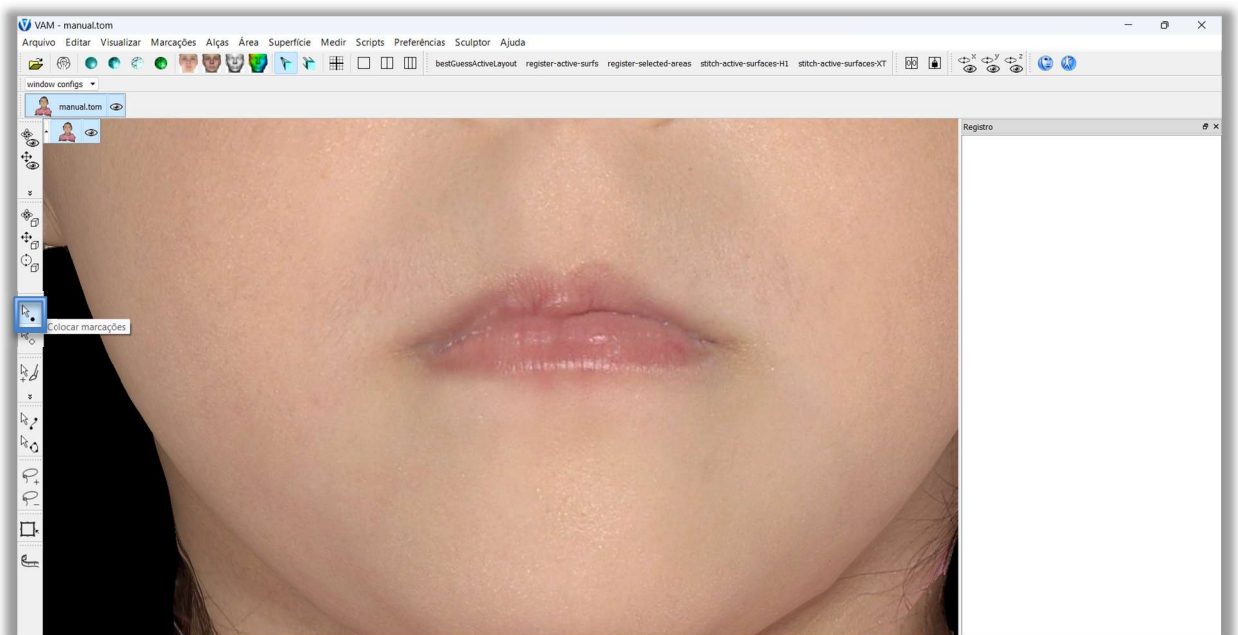 VAM - manual.tom
Arquivo Editar Visualizar Marcações Alças Área Superfície Medir Scripts Preferências Sculptor Ajuda
bestGuessActiveLayout register-active-surfs register-selected-areas stitch-active-surfaces-H1 stitch-active-surfaces-XT X Y Z
window configs
manual.tom
Registro
Colocar marcações